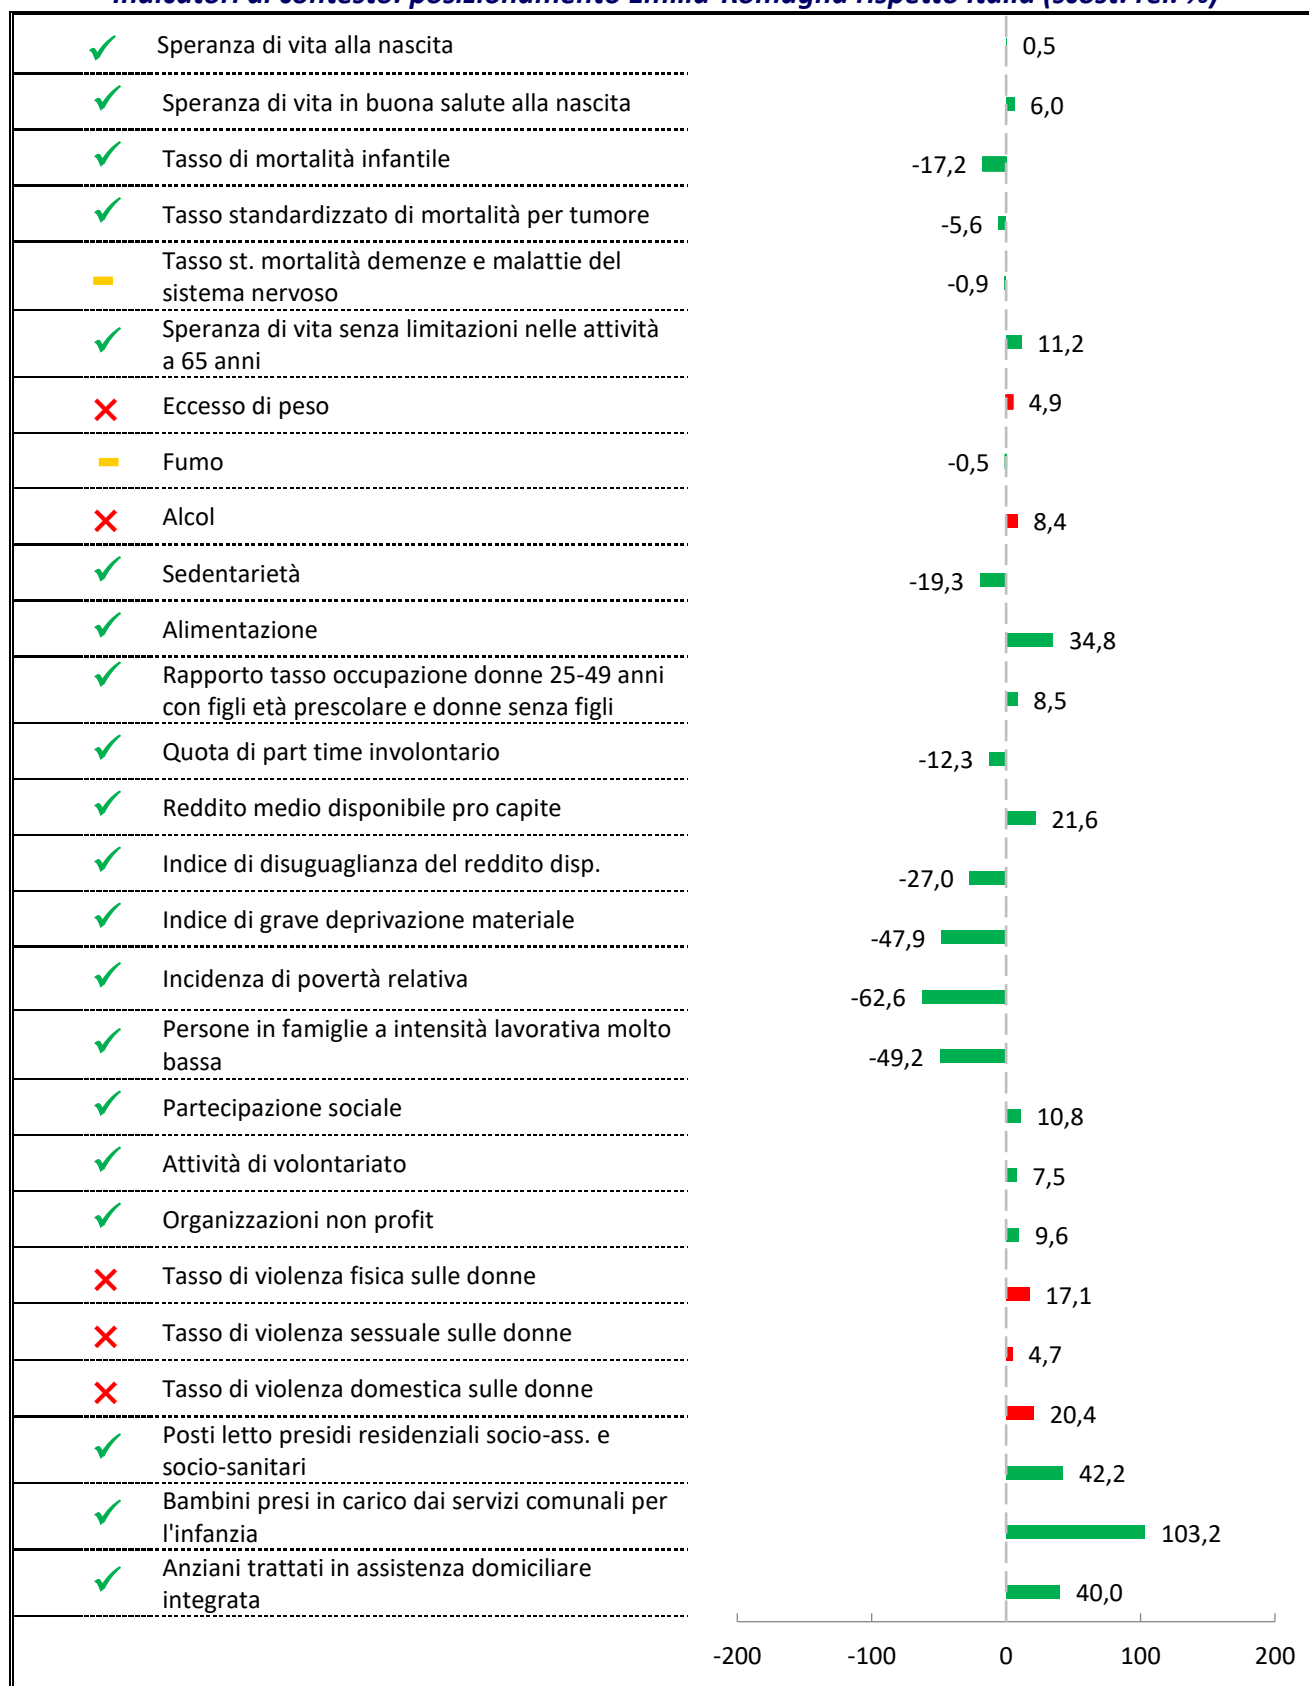 Indicatori di contesto: posizionamento Emilia-Romagna rispetto Italia (scost. rel. %)
Speranza di vita alla nascita
0,5
Speranza di vita in buona salute alla nascita
6,0
Tasso di mortalità infantile
-17,2
Tasso standardizzato di mortalità per tumore
-5,6
Tasso st. mortalità demenze e malattie del
sistema nervoso
-0,9
Speranza di vita senza limitazioni nelle attività
a 65 anni
11,2
Eccesso di peso
4,9
Fumo
-0,5
Alcol
8,4
Sedentarietà
-19,3
Alimentazione
34,8
Rapporto tasso occupazione donne 25-49 anni
con figli età prescolare e donne senza figli
8,5
Quota di part time involontario
-12,3
Reddito medio disponibile pro capite
21,6
Indice di disuguaglianza del reddito disp.
-27,0
Indice di grave deprivazione materiale
-47,9
Incidenza di povertà relativa
-62,6
Persone in famiglie a intensità lavorativa molto
bassa
-49,2
Partecipazione sociale
10,8
Attività di volontariato
7,5
Organizzazioni non profit
9,6
Tasso di violenza fisica sulle donne
17,1
Tasso di violenza sessuale sulle donne
4,7
Tasso di violenza domestica sulle donne
20,4
Posti letto presidi residenziali socio-ass. e
socio-sanitari
42,2
Bambini presi in carico dai servizi comunali per
l'infanzia
103,2
Anziani trattati in assistenza domiciliare
integrata
40,0
-200 -100 0 100 200